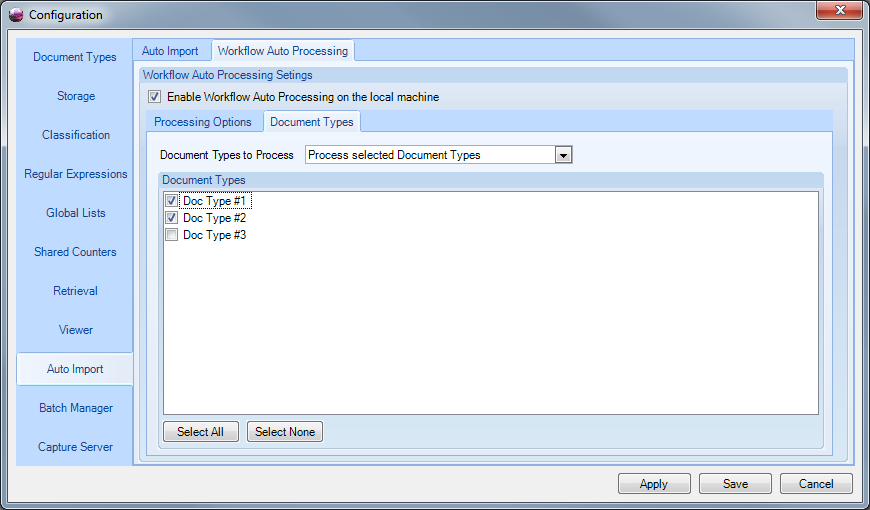 Configuration
Document Types
Storage
Classification
Regular Expressions
Global Lists
Shared Counters
Retrieval
Viewer
Auto Import
Batch Manager
Capture Server
Auto Import Workflow Auto Processing
Workflow Auto Processing Setings
Enable Workflow Auto Processing on the local machine
Processing Options Document Types
Document Types to Process Process selected Document Types
Document Types
Doc Type #1
Doc Type #2
Doc Type #3
Select All Select None
Apply Save Cancel